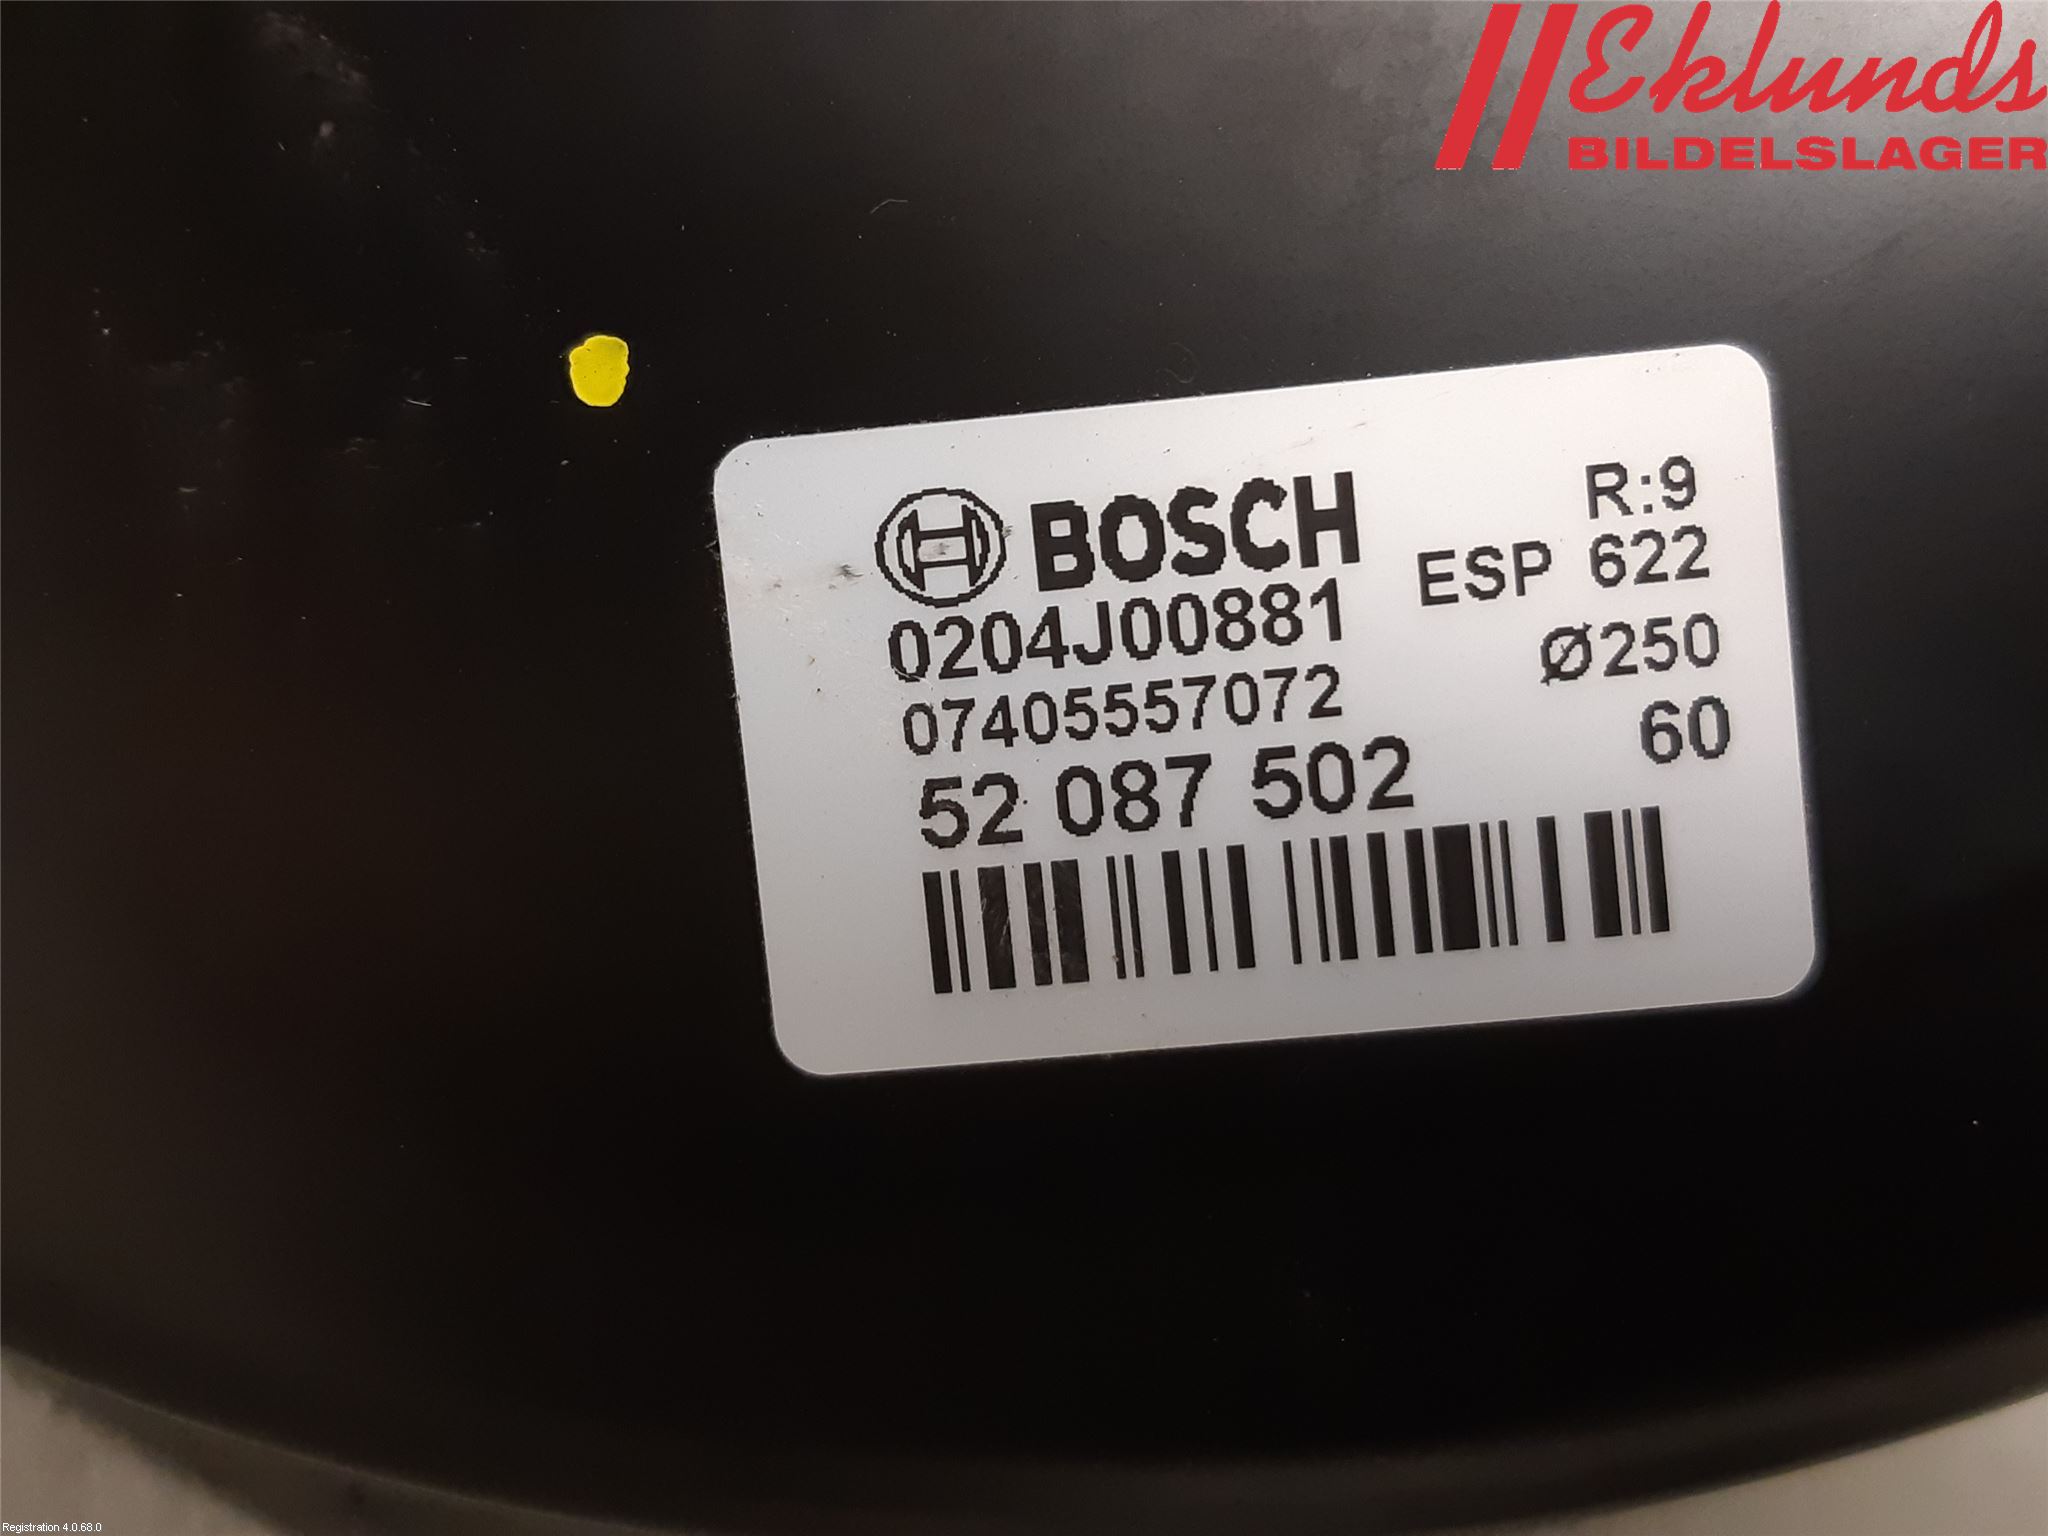 Eklunds
BILDELSLAGER
BOSCH
R:9
ESP 622
0204J00881
Ø250
07405557072
60
52 087 502
Registration 4.0.68.0